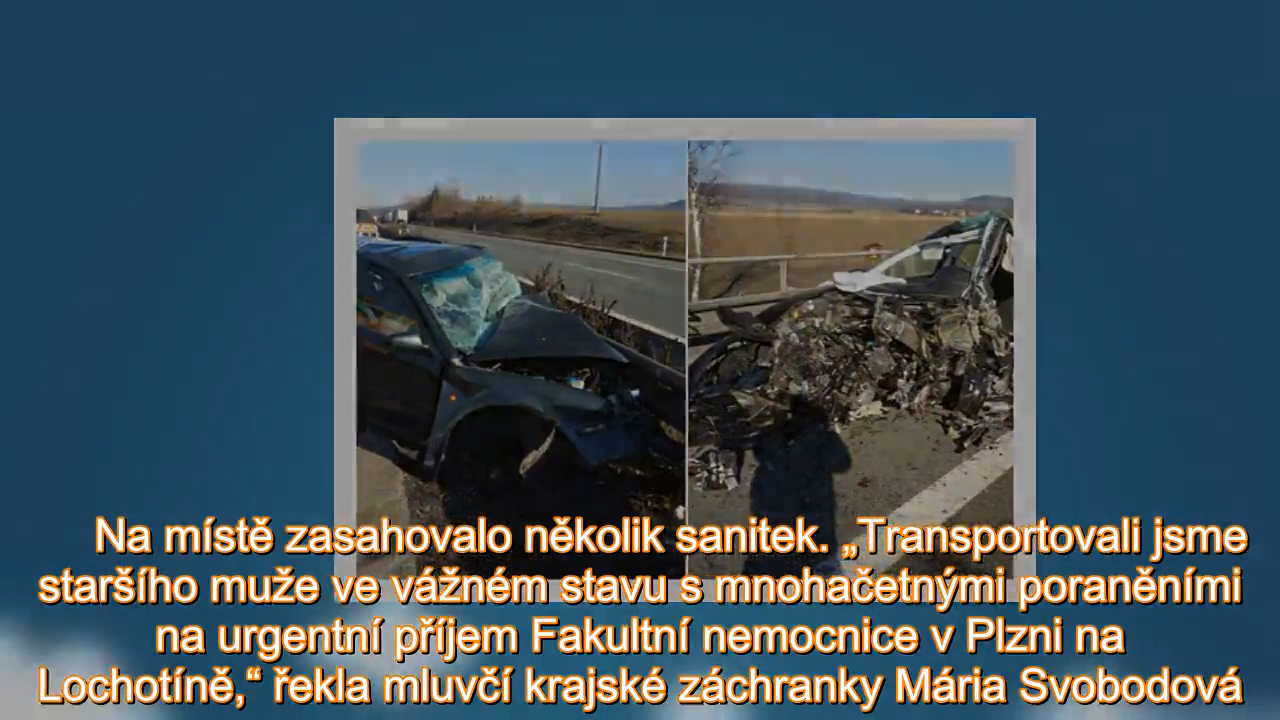 Na místě zasahovalo několik sanitek. „Transportovali jsme
staršího muže ve vážném stavu s mnohačetnými poraněními
na urgentní příjem Fakultní nemocnice v Plzni na
Lochotíně,“ řekla mluvčí krajské záchranky Mária Svobodová